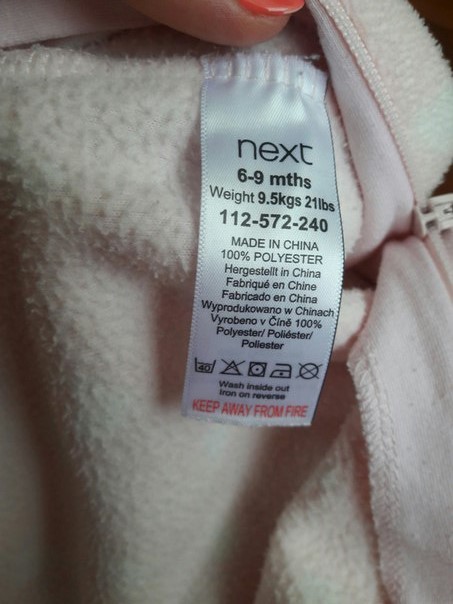 next
6-9 mths
Weight 9.5kgs 21lbs
112-572-240
MADE IN CHINA
100% POLYESTER
Hergestellt in China
Fabriqué en Chine
Fabricado en China
Wyprodukowano w Chinach
Vyrobeno v Číně 100%
Polyester/ Poliéster/
Poliester
40
Wash inside out
Iron on reverse
KEEP AWAY FROM FIRE